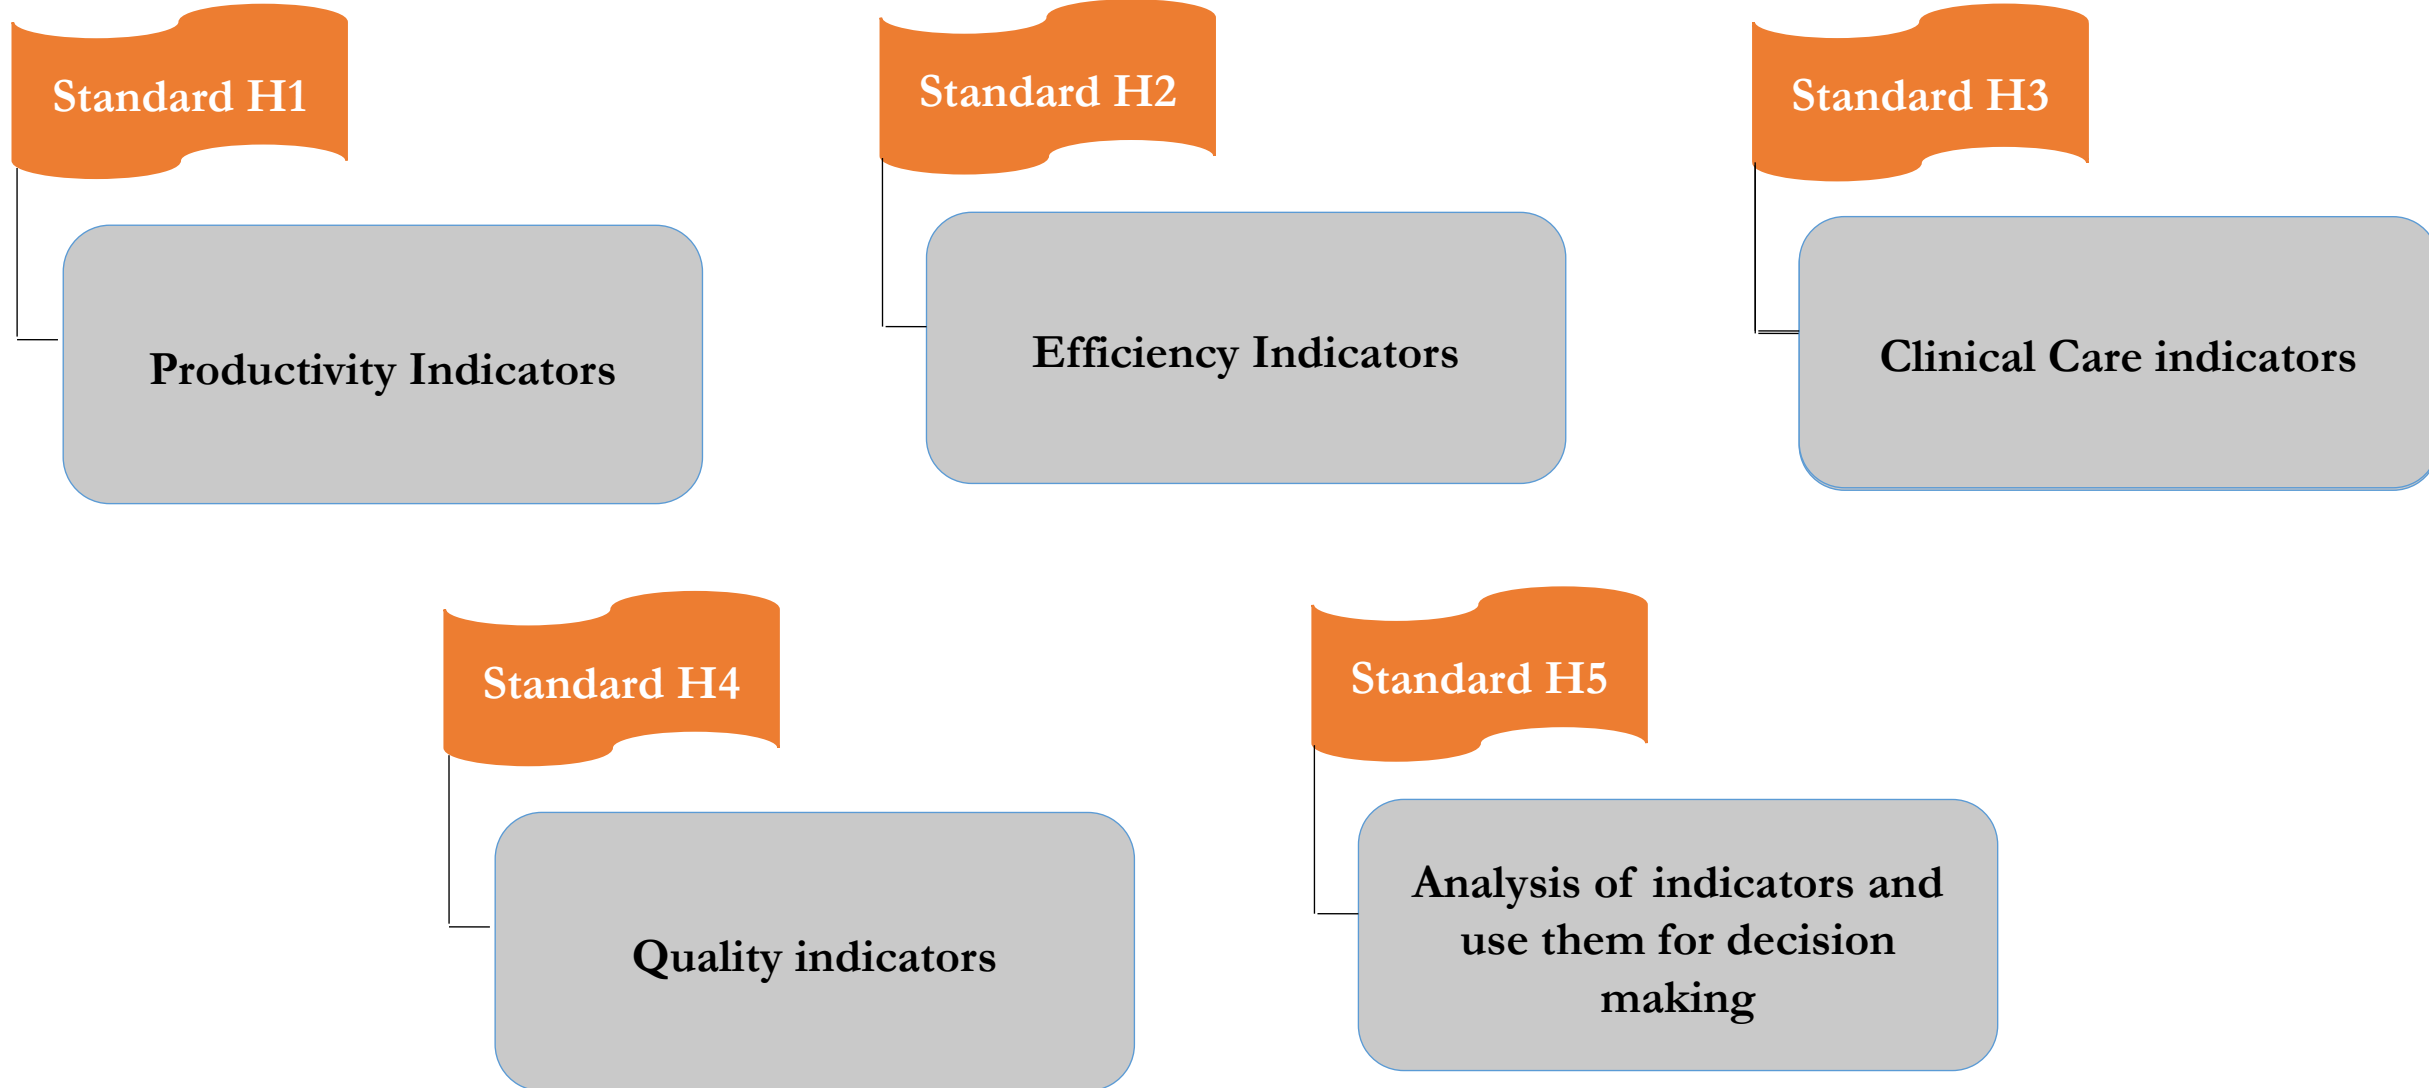 Standard H1
Productivity Indicators
Standard H2
Efficiency Indicators
Standard H3
Clinical Care indicators
Standard H4
Quality indicators
Standard H5
Analysis of indicators and
use them for decision
making